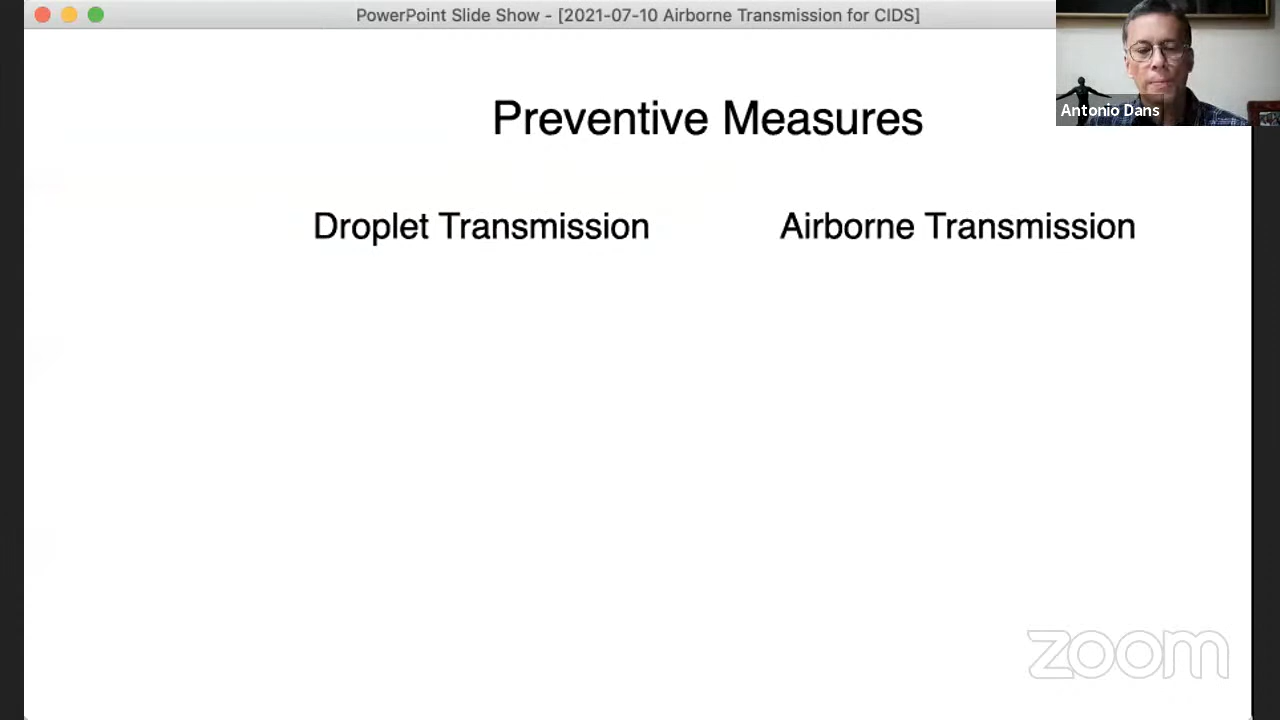 PowerPoint Slide Show - [2021-07-10 Airborne Transmission for CIDS]
Antonio Dans
Preventive Measures
Droplet Transmission
Airborne Transmission
zoom